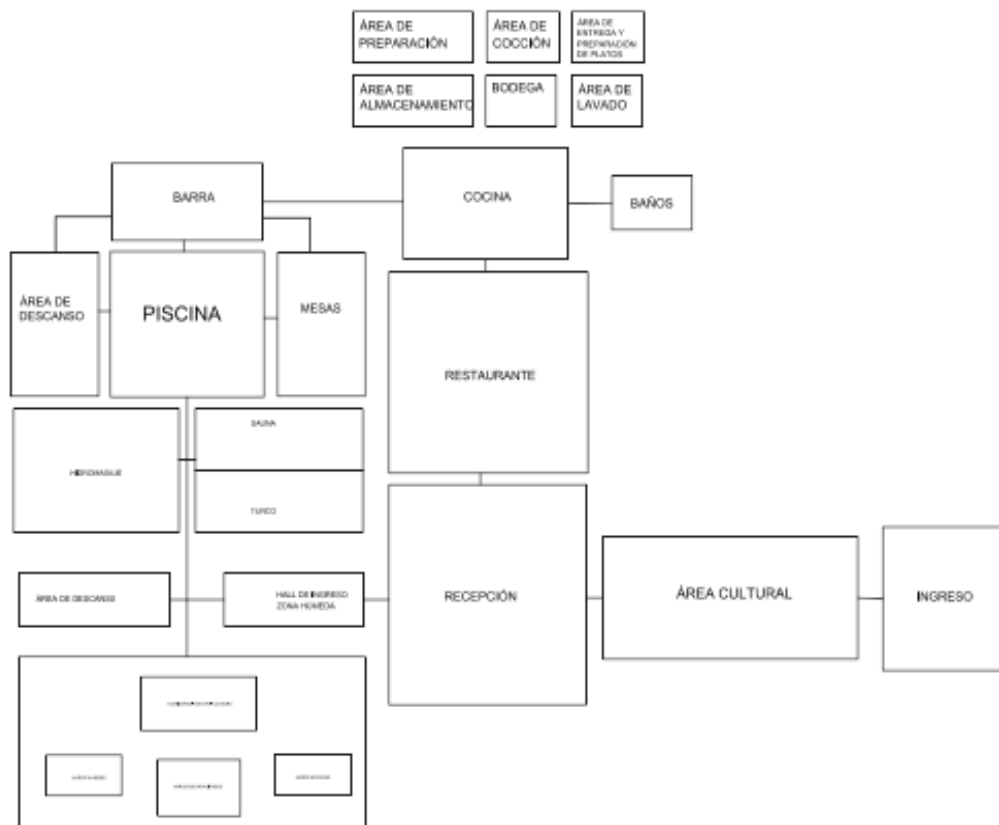 ÁREA DE
PREPARACIÓN
ÁREA DE
COCCIÓN
ÁREA DE
ENTREGA Y
PREPARACIÓN
DE PLATOS
ÁREA DE
ALMACENAMIENTO
BODEGA
ÁREA DE
LAVADO
BARRA
COCINA
BAÑOS
ÁREA DE
DESCANSO
PISCINA
MESAS
RESTAURANTE
SAUNA
HIDROMASAJE
TURCO
ÁREA DE DESCANSO
HALL DE INGRESO
ZONA HÚMEDA
RECEPCIÓN
ÁREA CULTURAL
INGRESO